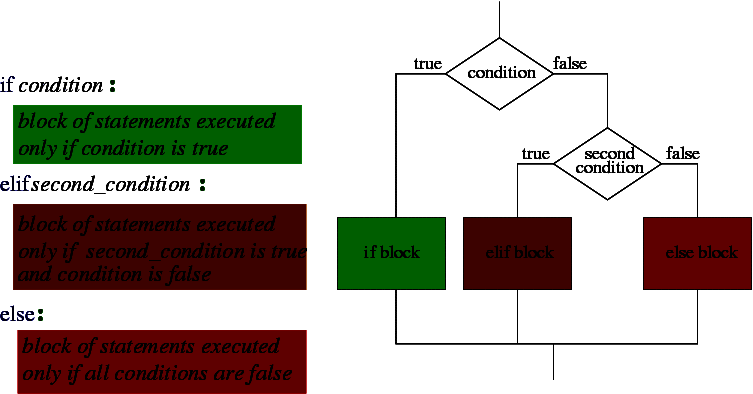 if condition :
block of statements executed
only if condition is true
elif second_condition :
block of statements executed
only if second_condition is true
and condition is false
else:
block of statements executed
only if all conditions are false
true
false
condition
true
false
second
condition
if block
elif block
else block